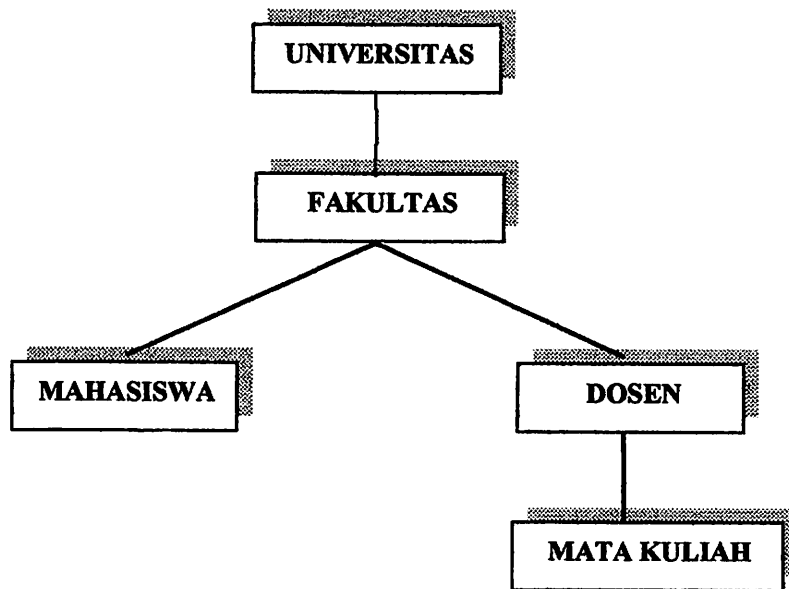 UNIVERSITAS
FAKULTAS
MAHASISWA
DOSEN
MATA KULIAH